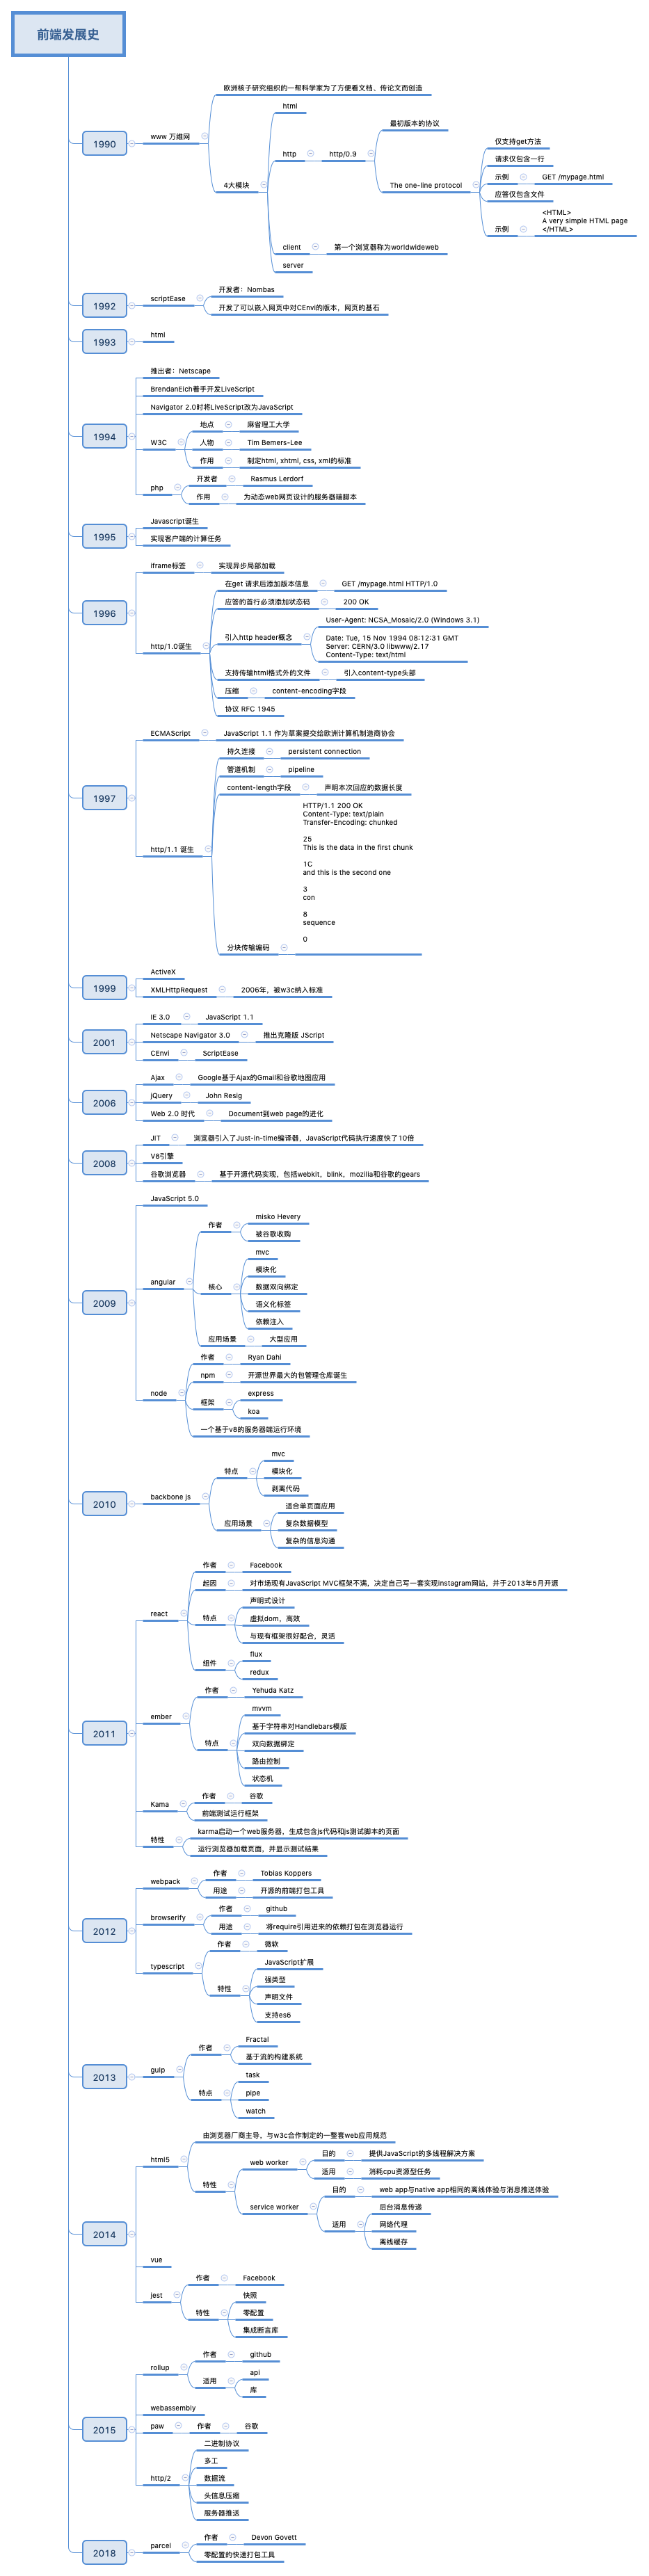 前端发展史
1990
www 万维网
欧洲核子研究组织的一帮科学家为了方便看文档、传论文而创造
4大模块
html
http
http/0.9
最初版本的协议
The one-line protocol
仅支持get方法
请求仅包含一行
示例
GET /mypage.html
应答仅包含文件
示例
<HTML>
A very simple HTML page
</HTML>
client
第一个浏览器称为worldwideweb
server
1992
scriptEase
开发者：Nombas
开发了可以嵌入网页中对CEnvi的版本，网页的基石
1993
html
1994
推出者：Netscape
BrendanEich着手开发LiveScript
Navigator 2.0时将LiveScript改为JavaScript
W3C
地点
麻省理工大学
人物
Tim Bemers-Lee
作用
制定html, xhtml, css, xml的标准
php
开发者
Rasmus Lerdorf
作用
为动态web网页设计的服务器端脚本
1995
Javascript诞生
实现客户端的计算任务
1996
iframe标签
实现异步局部加载
http/1.0诞生
在get 请求后添加版本信息
GET /mypage.html HTTP/1.0
应答的首行必须添加状态码
200 OK
引入http header概念
User-Agent: NCSA_Mosaic/2.0 (Windows 3.1)
Date: Tue, 15 Nov 1994 08:12:31 GMT
Server: CERN/3.0 libwww/2.17
Content-Type: text/html
支持传输html格式外的文件
引入content-type头部
压缩
content-encoding字段
协议 RFC 1945
1997
ECMAScript
JavaScript 1.1 作为草案提交给欧洲计算机制造商协会
http/1.1 诞生
持久连接
persistent connection
管道机制
pipeline
content-length字段
声明本次回应的数据长度
分块传输编码
HTTP/1.1 200 OK
Content-Type: text/plain
Transfer-Encoding: chunked
25
This is the data in the first chunk
1C
and this is the second one
3
con
8
sequence
0
1999
ActiveX
XMLHttpRequest
2006年，被w3c纳入标准
2001
IE 3.0
JavaScript 1.1
Netscape Navigator 3.0
推出克隆版 JScript
CEnvi
ScriptEase
2006
Ajax
Google基于Ajax的Gmail和谷歌地图应用
jQuery
John Resig
Web 2.0 时代
Document到web page的进化
2008
JIT
浏览器引入了Just-in-time编译器，JavaScript代码执行速度快了10倍
V8引擎
谷歌浏览器
基于开源代码实现，包括webkit，blink，mozilla和谷歌的gears
2009
JavaScript 5.0
angular
作者
misko Hevery
被谷歌收购
核心
mvc
模块化
数据双向绑定
语义化标签
依赖注入
应用场景
大型应用
node
作者
Ryan Dahl
npm
开源世界最大的包管理仓库诞生
框架
express
koa
一个基于v8的服务器端运行环境
2010
backbone js
特点
mvc
模块化
剥离代码
应用场景
适合单页面应用
复杂数据模型
复杂的信息沟通
2011
react
作者
Facebook
起因
对市场现有JavaScript MVC框架不满，决定自己写一套实现instagram网站，并于2013年5月开源
特点
声明式设计
虚拟dom，高效
与现有框架很好配合，灵活
组件
flux
redux
ember
作者
Yehuda Katz
特点
mvvm
基于字符串对Handlebars模版
双向数据绑定
路由控制
状态机
Kama
作者
谷歌
前端测试运行框架
特性
karma启动一个web服务器，生成包含js代码和js测试脚本的页面
运行浏览器加载页面，并显示测试结果
2012
webpack
作者
Tobias Koppers
用途
开源的前端打包工具
browserify
作者
github
用途
将require引用进来的依赖打包在浏览器运行
typescript
作者
微软
特性
JavaScript扩展
强类型
声明文件
支持es6
2013
gulp
作者
Fractal
基于流的构建系统
特点
task
pipe
watch
2014
html5
由浏览器厂商主导，与w3c合作制定的一整套web应用规范
特性
web worker
目的
提供JavaScript的多线程解决方案
适用
消耗cpu资源型任务
service worker
目的
web app与native app相同的离线体验与消息推送体验
适用
后台消息传递
网络代理
离线缓存
vue
jest
作者
Facebook
特性
快照
零配置
集成断言库
2015
rollup
作者
github
适用
api
库
webassembly
paw
作者
谷歌
http/2
二进制协议
多工
数据流
头信息压缩
服务器推送
2018
parcel
作者
Devon Govett
零配置的快速打包工具